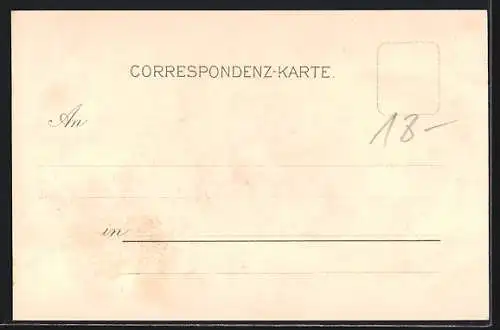 CORRESPONDENZ-KARTE.
18-
An
in